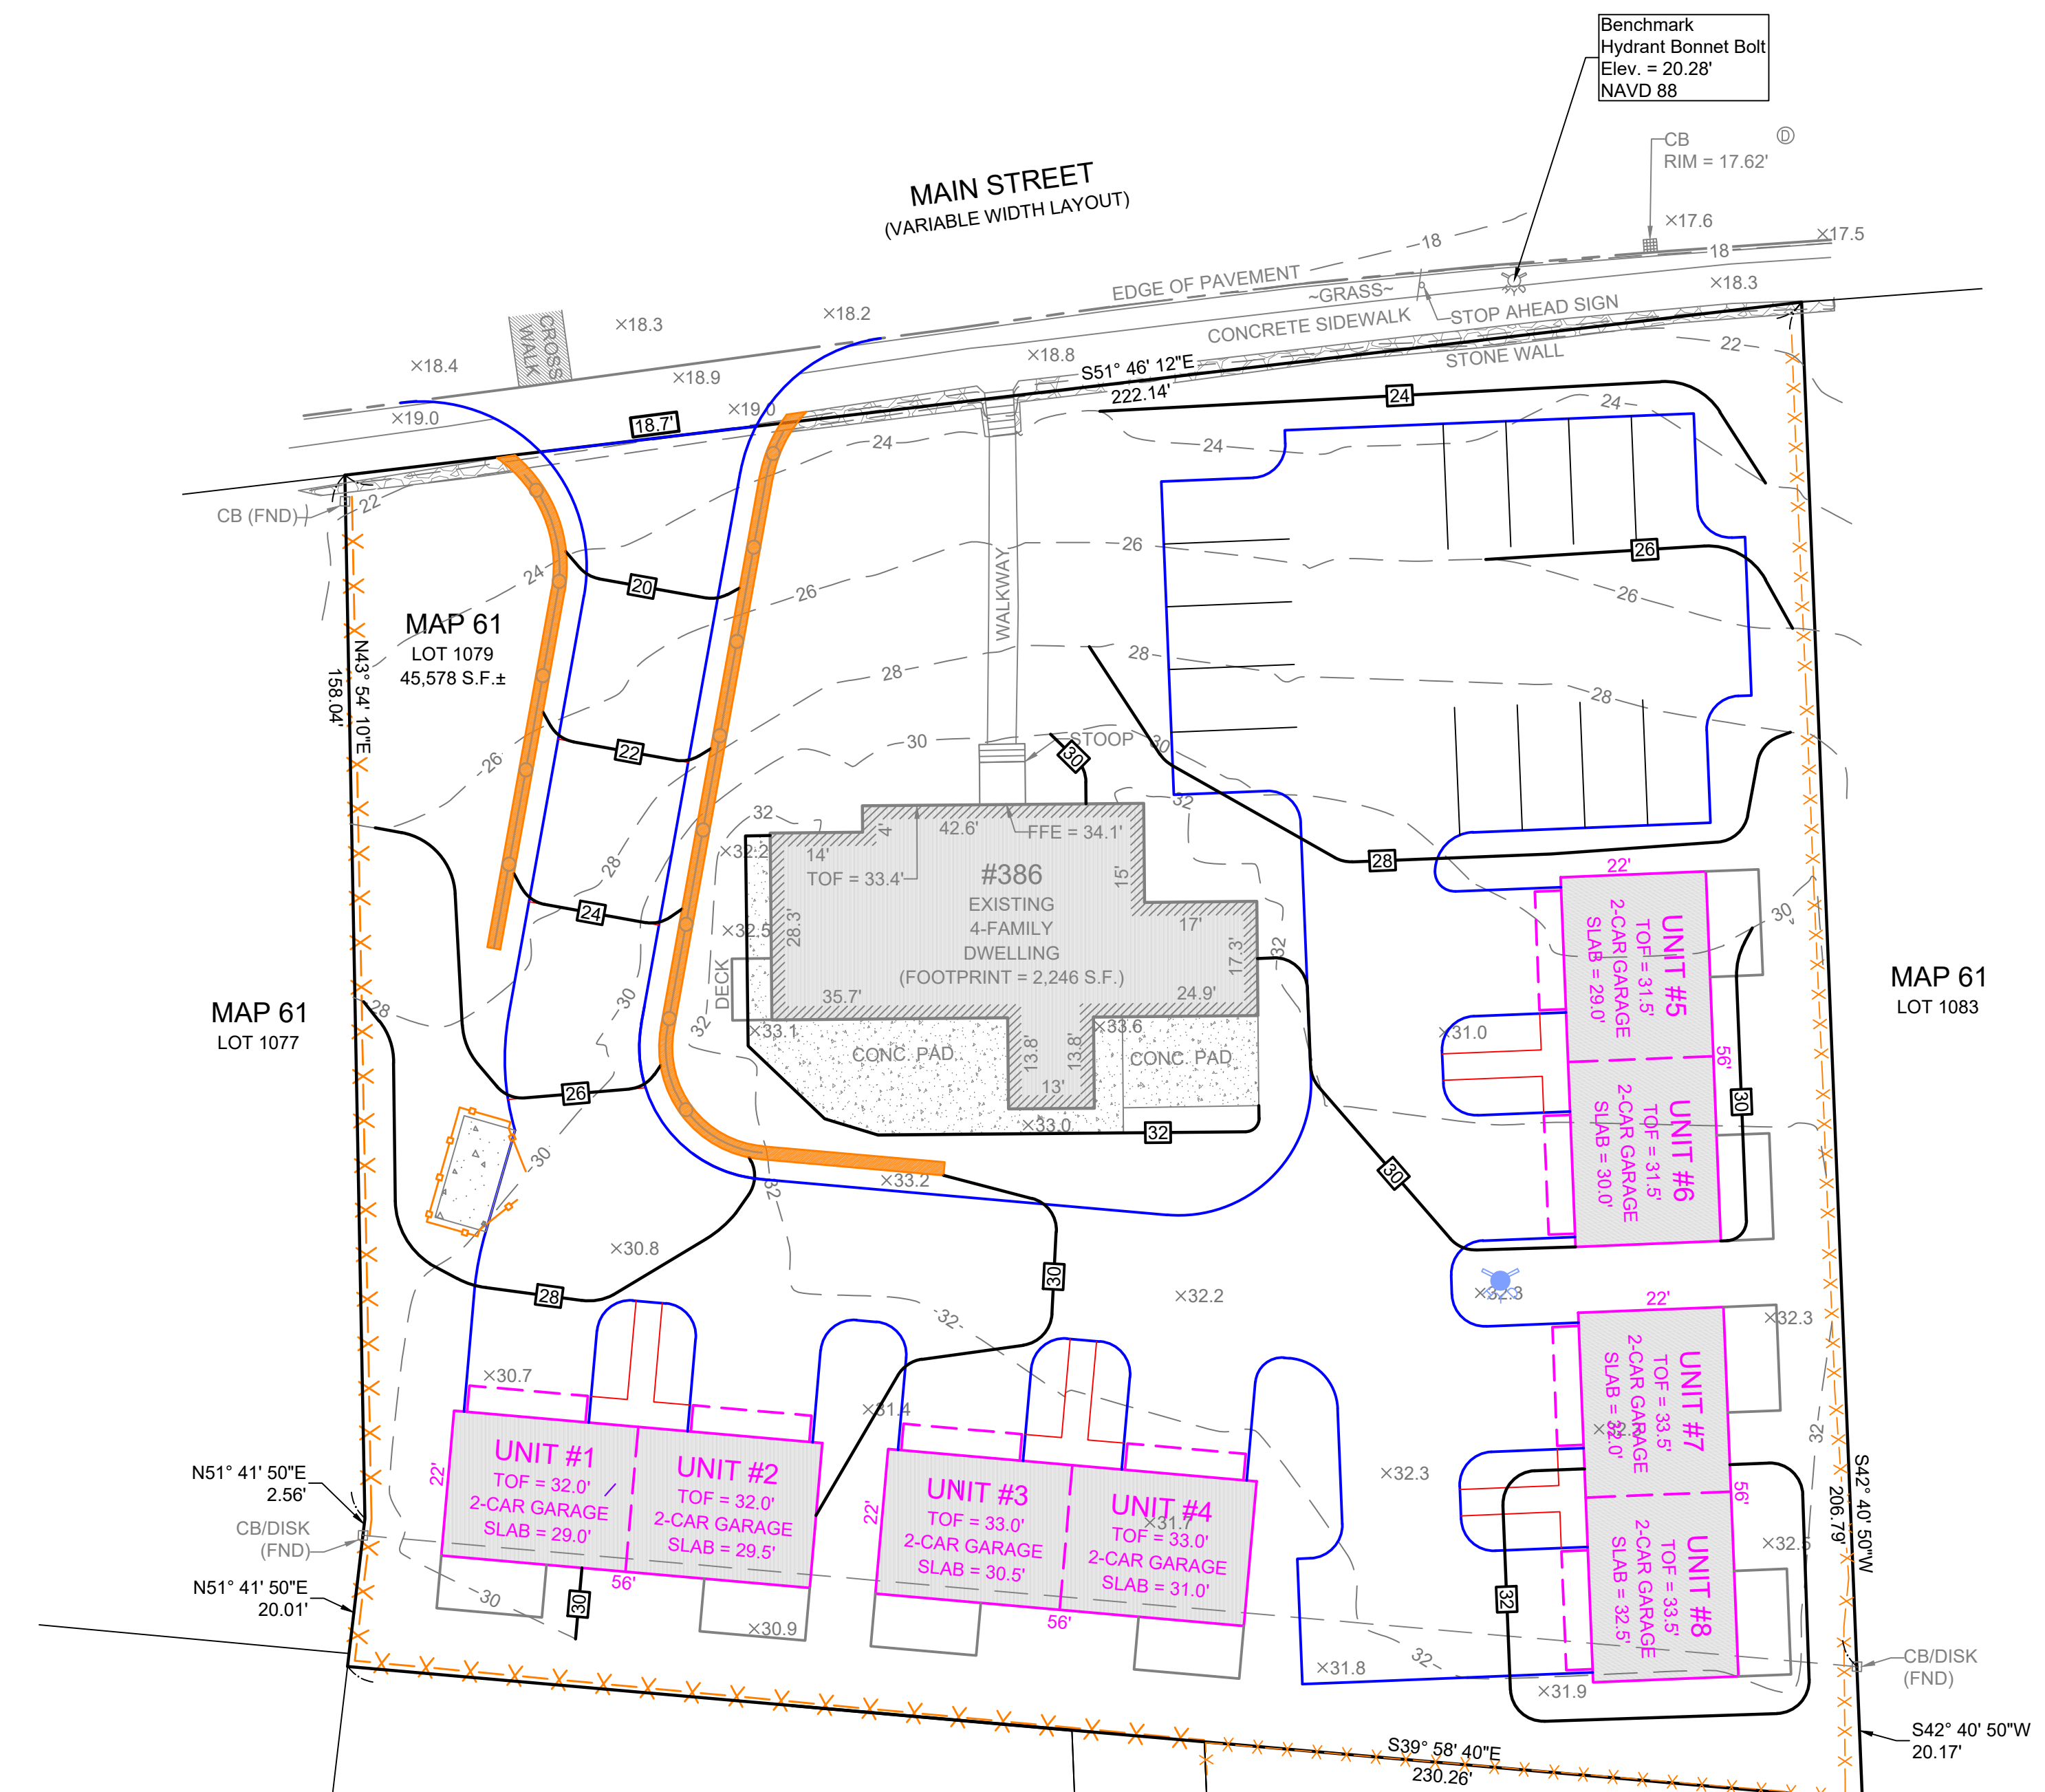 Benchmark
Hydrant Bonnet Bolt
Elev. = 20.28'
NAVD 88
CB
RIM = 17.62'
D
MAIN STREET
(VARIABLE WIDTH LAYOUT)
×17.6
×17.5
18
18
EDGE OF PAVEMENT
~GRASS~
×18.3
STOP AHEAD SIGN
CONCRETE SIDEWALK
STONE WALL
22
CROSS
WALK
×18.3
×18.2
×18.4
×18.9
×18.8
×19.0
×19.0
18.7'
S51° 46' 12"E
222.14'
24
24
24
24
CB (FND)
22
24
20
26
26
26
26
WALKWAY
MAP 61
LOT 1079
45,578 S.F.±
N43° 54' 10"E
158.04'
28
28
28
26
22
30
STOOP
30
30
32
32
28
×32.2
14'
4'
42.6'
FFE = 34.1'
TOF = 33.4'
#386
EXISTING
4-FAMILY
DWELLING
(FOOTPRINT = 2,246 S.F.)
15'
17'
17.3'
28.3'
35.7'
24.9'
13.8'
13.8'
13'
×32.5
DECK
32
32
28
24
30
28
×33.1
CONC. PAD
×33.6
CONC. PAD
×33.0
32
22'
UNIT #5
TOF = 31.5'
2-CAR GARAGE
SLAB = 29.0'
30
56'
UNIT #6
TOF = 31.5'
2-CAR GARAGE
SLAB = 30.0'
30
×31.0
MAP 61
LOT 1077
MAP 61
LOT 1083
26
30
×33.2
32
30
×30.8
28
30
×32.2
32
×32.3
22'
×32.3
UNIT #7
TOF = 33.5'
2-CAR GARAGE
SLAB = 32.0'
32
56'
UNIT #8
TOF = 33.5'
2-CAR GARAGE
SLAB = 32.5'
×32.5
32
×30.7
×31.4
×32.3
UNIT #1
TOF = 32.0'
2-CAR GARAGE
SLAB = 29.0'
22'
UNIT #2
TOF = 32.0'
2-CAR GARAGE
SLAB = 29.5'
56'
UNIT #3
TOF = 33.0'
2-CAR GARAGE
SLAB = 30.5'
22'
UNIT #4
×31.7
TOF = 33.0'
2-CAR GARAGE
SLAB = 31.0'
56'
N51° 41' 50"E
2.56'
CB/DISK
(FND)
N51° 41' 50"E
20.01'
30
30
×30.9
×31.8
32
×31.9
S42° 40' 50"W
206.79'
CB/DISK
(FND)
S42° 40' 50"W
20.17'
S39° 58' 40"E
230.26'